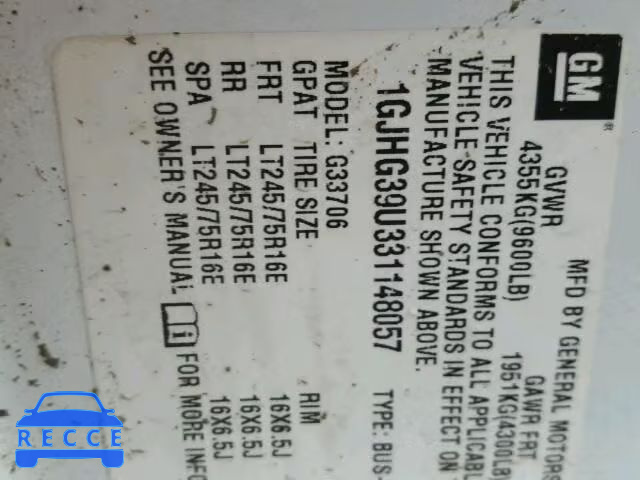 GM®
MFD BY GENERAL MOTORS
GVWR GAWR FRT
4355KG(9600LB) 1951KG(4300LB)
THIS VEHICLE CONFORMS TO ALL APPLICABL
VEHICLE SAFETY STANDARDS IN EFFECT ON
MANUFACTURE SHOWN ABOVE.
1GJHG39U331148057 TYPE: BUS
MODEL: G33706
GPAT TIRE SIZE RIM
FRT LT245/75R16E 16X6.5J
RR LT245/75R16E 16X6.5J
SPA LT245/75R16E 16X6.5J
SEE OWNER'S MANUAL i FOR MORE INFO
RECCE